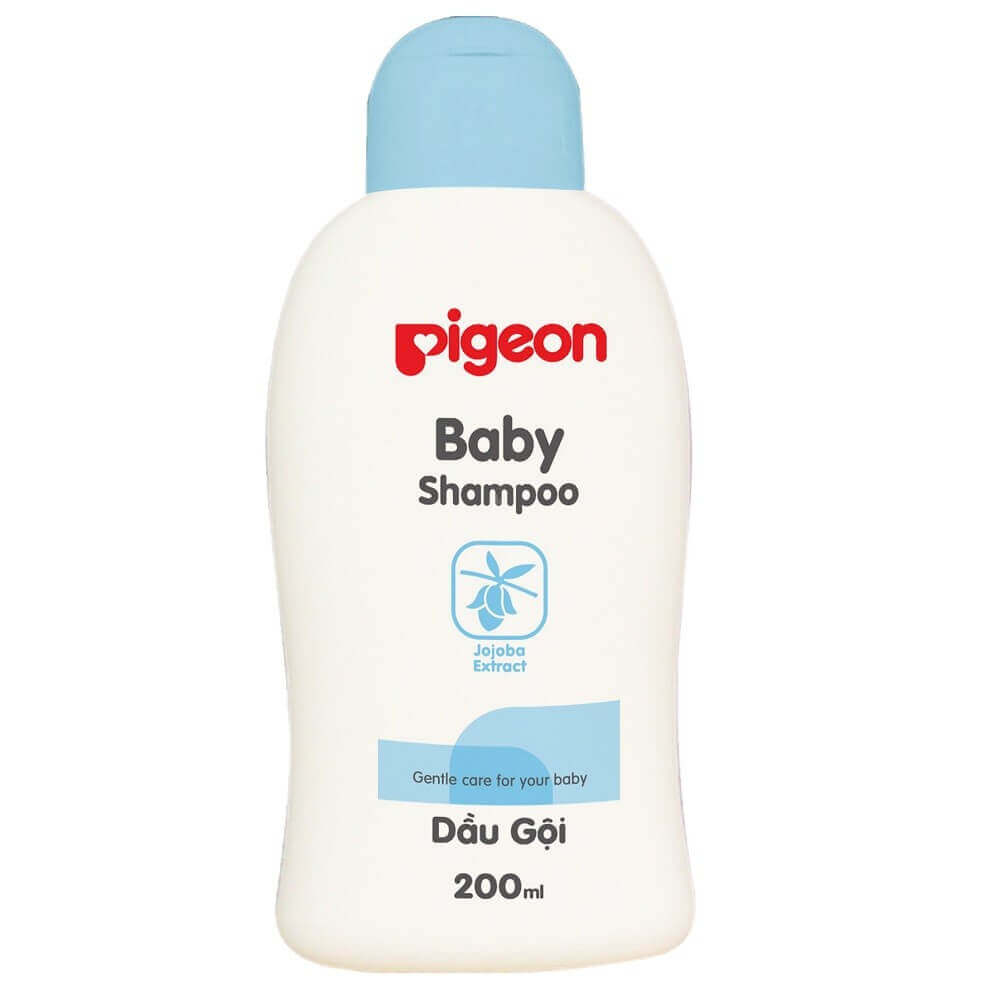 pigeon
Baby
Shampoo
Jojoba
Extract
Gentle care for your baby
Dầu Gội
200ml